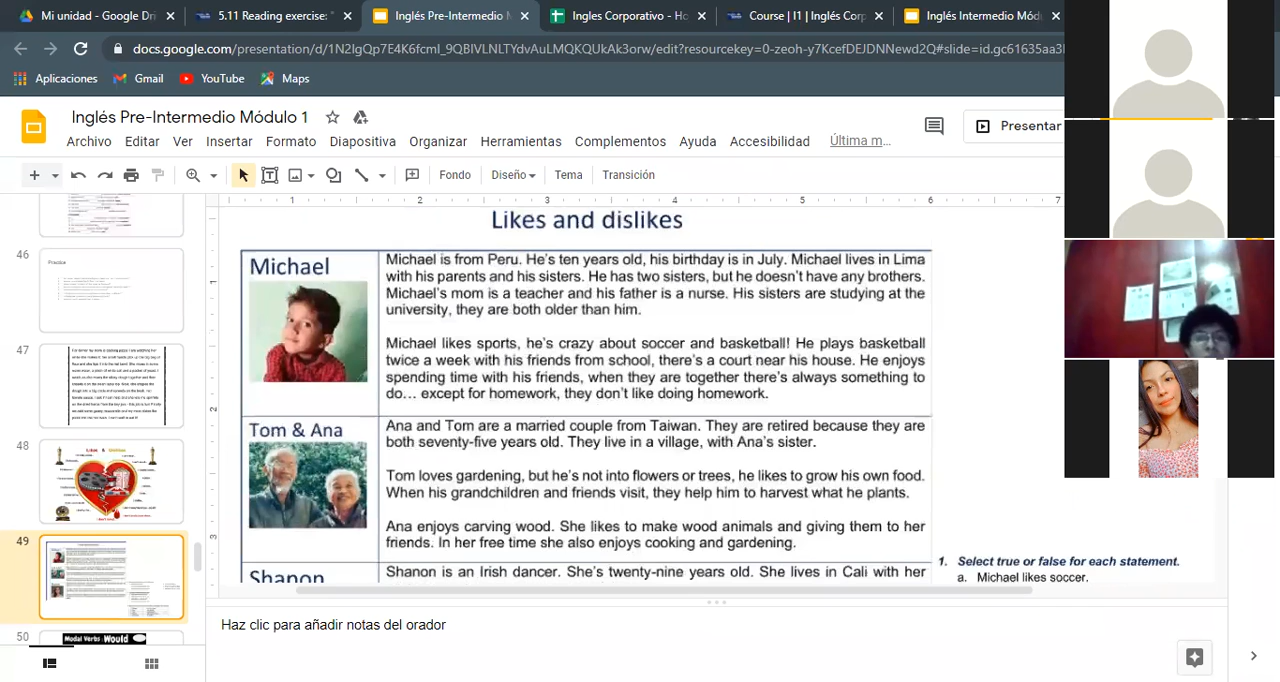 Mi unidad - Google Dri
5.11 Reading exercise: "
Inglés Pre-Intermedio M
Ingles Corporativo - Ho
Course | I1 | Inglés Corp
Inglés Intermedio Mód
docs.google.com/presentation/d/1N2IgQp7E4K6fcmI_9QBIVLNLTYdvAuLMQKQUkAk3orw/edit?resourcekey=0-zeoh-y7KcefDEJDNNewd2Q#slide=id.gc61635aa3
Aplicaciones
Gmail
YouTube
Maps
Inglés Pre-Intermedio Módulo 1
Archivo Editar Ver Insertar Formato Diapositiva Organizar Herramientas Complementos Ayuda Accesibilidad Última m...
Presentar
Fondo Diseño Tema Transición
1 2 3 4 5 6 7
Likes and dislikes
Michael
Michael is from Peru. He's ten years old, his birthday is in July. Michael lives in Lima
with his parents and his sisters. He has two sisters, but he doesn't have any brothers.
Michael's mom is a teacher and his father is a nurse. His sisters are studying at the
university, they are both older than him.
Michael likes sports, he's crazy about soccer and basketball! He plays basketball
twice a week with his friends from school, there's a court near his house. He enjoys
spending time with his friends, when they are together there's always something to
do... except for homework, they don't like doing homework.
Tom & Ana
Ana and Tom are a married couple from Taiwan. They are retired because they are
both seventy-five years old. They live in a village, with Ana's sister.
Tom loves gardening, but he's not into flowers or trees, he likes to grow his own food.
When his grandchildren and friends visit, they help him to harvest what he plants.
Ana enjoys carving wood. She likes to make wood animals and giving them to her
friends. In her free time she also enjoys cooking and gardening.
Shanon
Shanon is an Irish nanny. She's twenty-nine years old. She lives in Cali with her
1. Select true or false for each statement.
a. Michael likes soccer.
46
Practice
47
48
49
50
Modal Verbs Would
Haz clic para añadir notas del orador